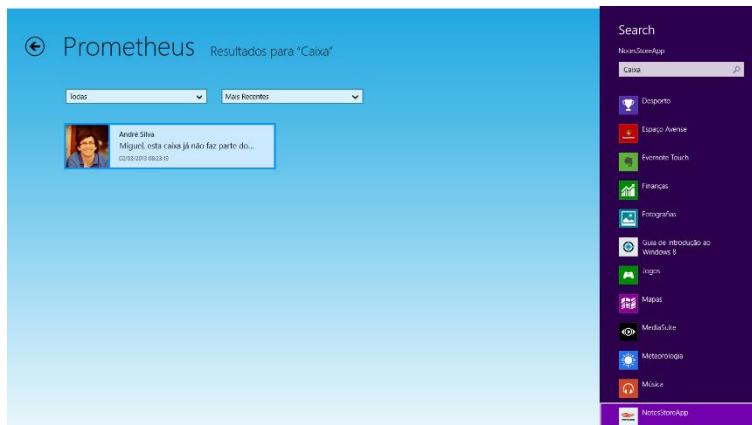 Prometheus Resultados para "Caixa"
Todas
Mais Recentes
André Silva
Miguel, esta caixa já não faz parte do...
02/08/2013 08:23:19
Search
NotesStoreApp
Caixa
Desporto
Espaço Avense
Evernote Touch
Finanças
Fotografias
Guia de introdução ao
Windows 8
Jogos
Mapas
MediaSuite
Meteorologia
Música
NotesStoreApp